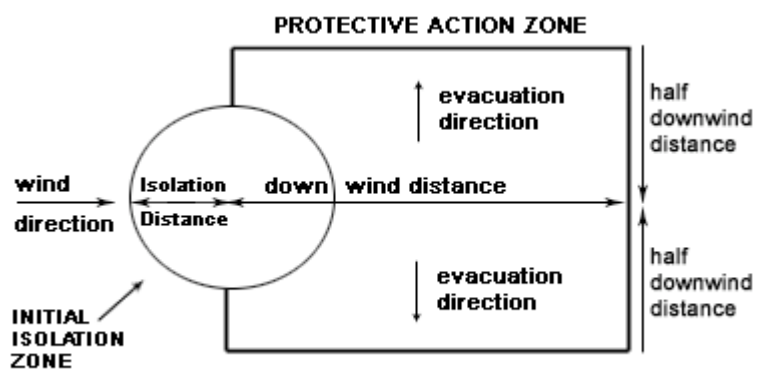 PROTECTIVE ACTION ZONE
evacuation
direction
half
downwind
distance
wind
direction
Isolation
Distance
down wind distance
evacuation
direction
half
downwind
distance
INITIAL
ISOLATION
ZONE